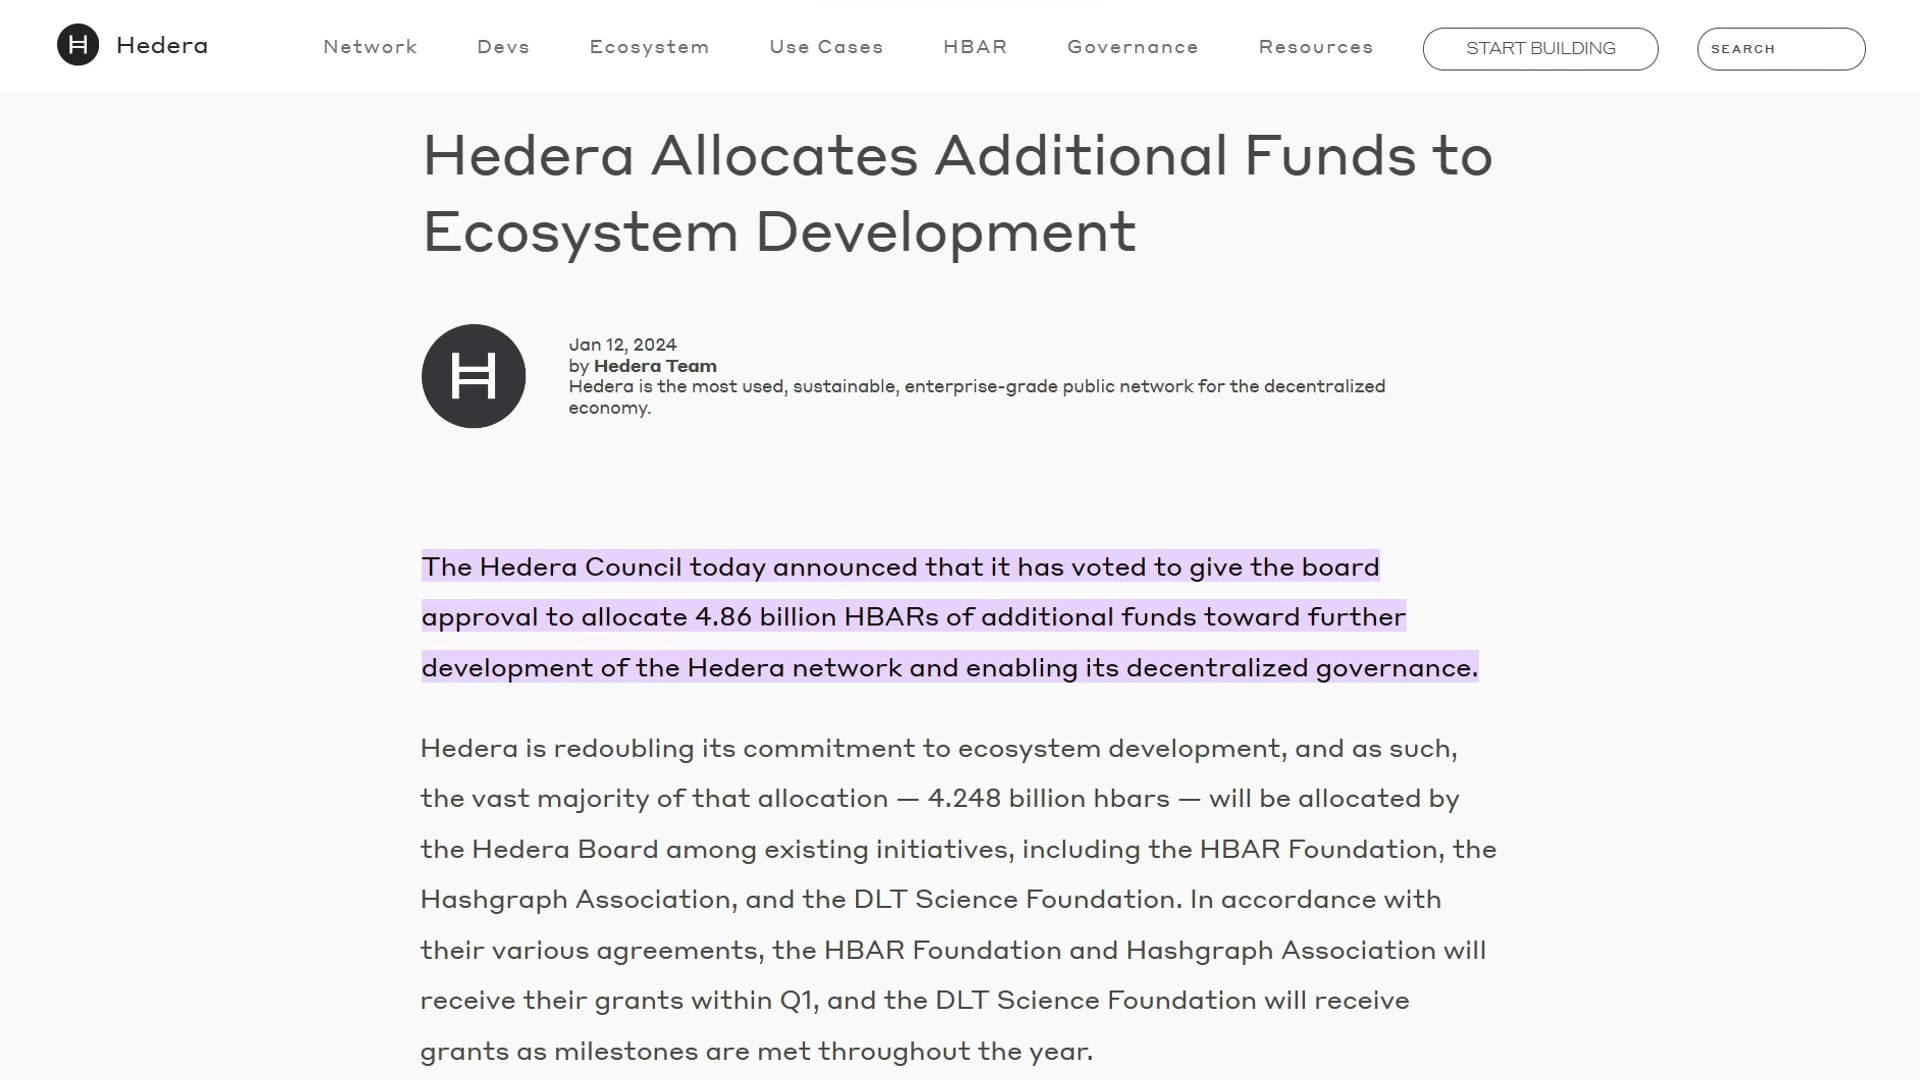 Hedera
Network
Devs
Ecosystem
Use Cases
HBAR
Governance
Resources
START BUILDING
SEARCH
Hedera Allocates Additional Funds to
Ecosystem Development
Jan 12, 2024
by Hedera Team
Hedera is the most used, sustainable, enterprise-grade public network for the decentralized
economy.
The Hedera Council today announced that it has voted to give the board
approval to allocate 4.86 billion HBARs of additional funds toward further
development of the Hedera network and enabling its decentralized governance.
Hedera is redoubling its commitment to ecosystem development, and as such,
the vast majority of that allocation — 4.248 billion hbars — will be allocated by
the Hedera Board among existing initiatives, including the HBAR Foundation, the
Hashgraph Association, and the DLT Science Foundation. In accordance with
their various agreements, the HBAR Foundation and Hashgraph Association will
receive their grants within Q1, and the DLT Science Foundation will receive
grants as milestones are met throughout the year.